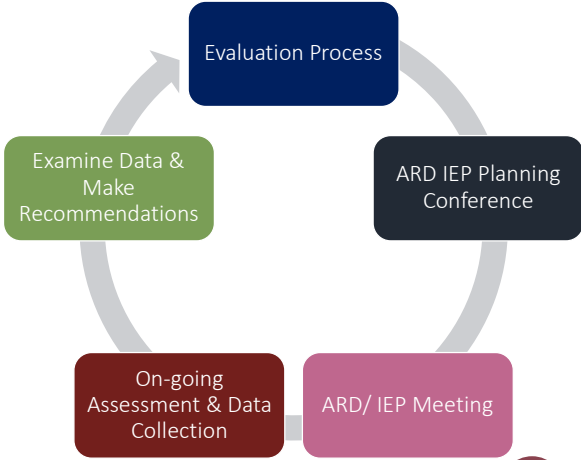 Evaluation Process
ARD IEP Planning
Conference
ARD/ IEP Meeting
On-going
Assessment & Data
Collection
Examine Data &
Make
Recommendations